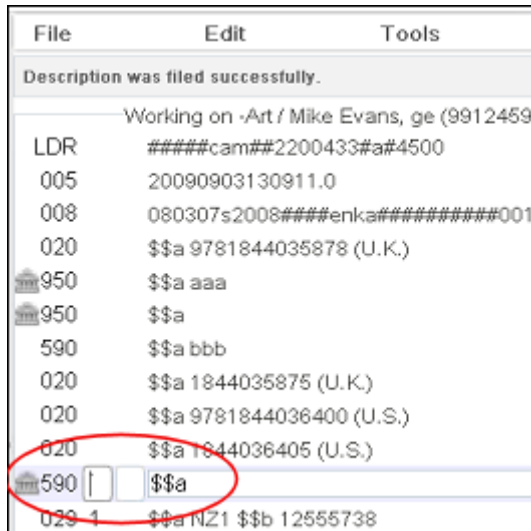 File Edit Tools
Description was filed successfully.
Working on -Art / Mike Evans, ge (9912459
LDR #####cam##2200433#a#4500
005 20090903130911.0
008 080307s2008####enka##########001
020 $$a 9781844035878 (U.K.)
950 $$a aaa
950 $$a
590 $$a bbb
020 $$a 1844035875 (U.K.)
020 $$a 9781844036400 (U.S.)
020 $$a 1844036405 (U.S.)
590 $$a
029 1 $$a NZ1 $$b 12555738